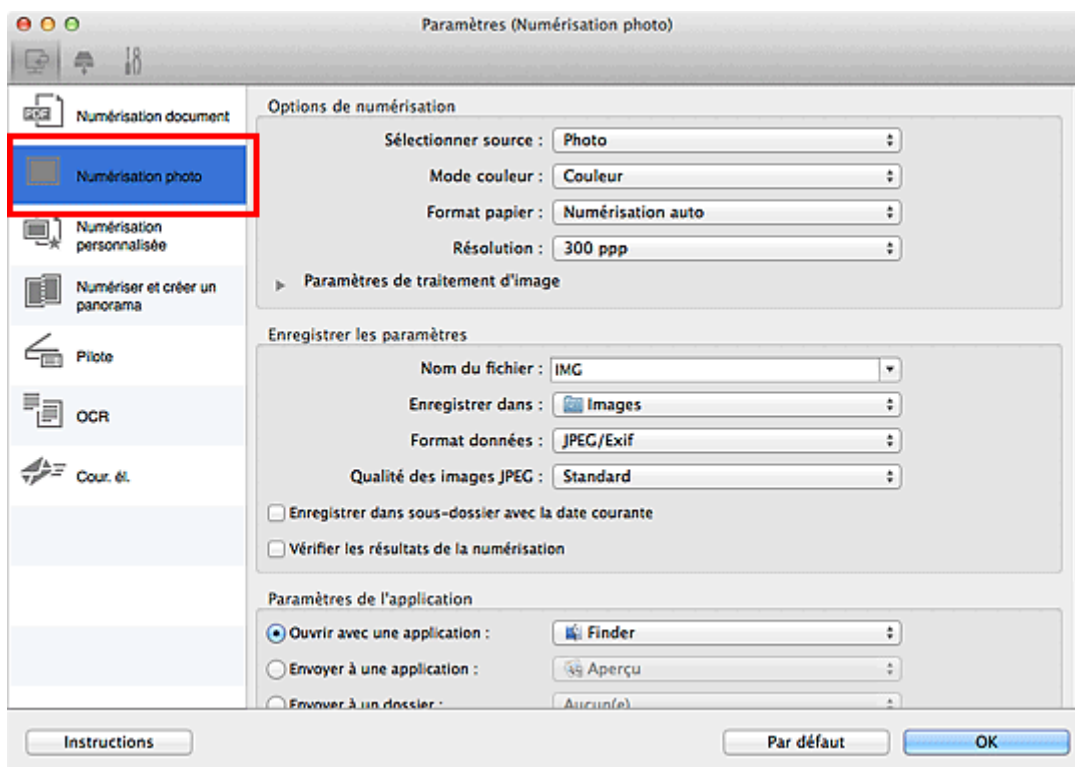 Paramètres (Numérisation photo)
PDF
Numérisation document
Numérisation photo
Numérisation
personnalisée
Numériser et créer un
panorama
Pilote
OCR
Cour. él.
Options de numérisation
Sélectionner source : Photo
Mode couleur : Couleur
Format papier : Numérisation auto
Résolution : 300 ppp
Paramètres de traitement d'image
Enregistrer les paramètres
Nom du fichier : IMG
Enregistrer dans : Images
Format données : JPEG/Exif
Qualité des images JPEG : Standard
Enregistrer dans sous-dossier avec la date courante
Vérifier les résultats de la numérisation
Paramètres de l'application
Ouvrir avec une application : Finder
Envoyer à une application : Aperçu
Envoyer à un dossier : Aucun(e)
Instructions
Par défaut
OK